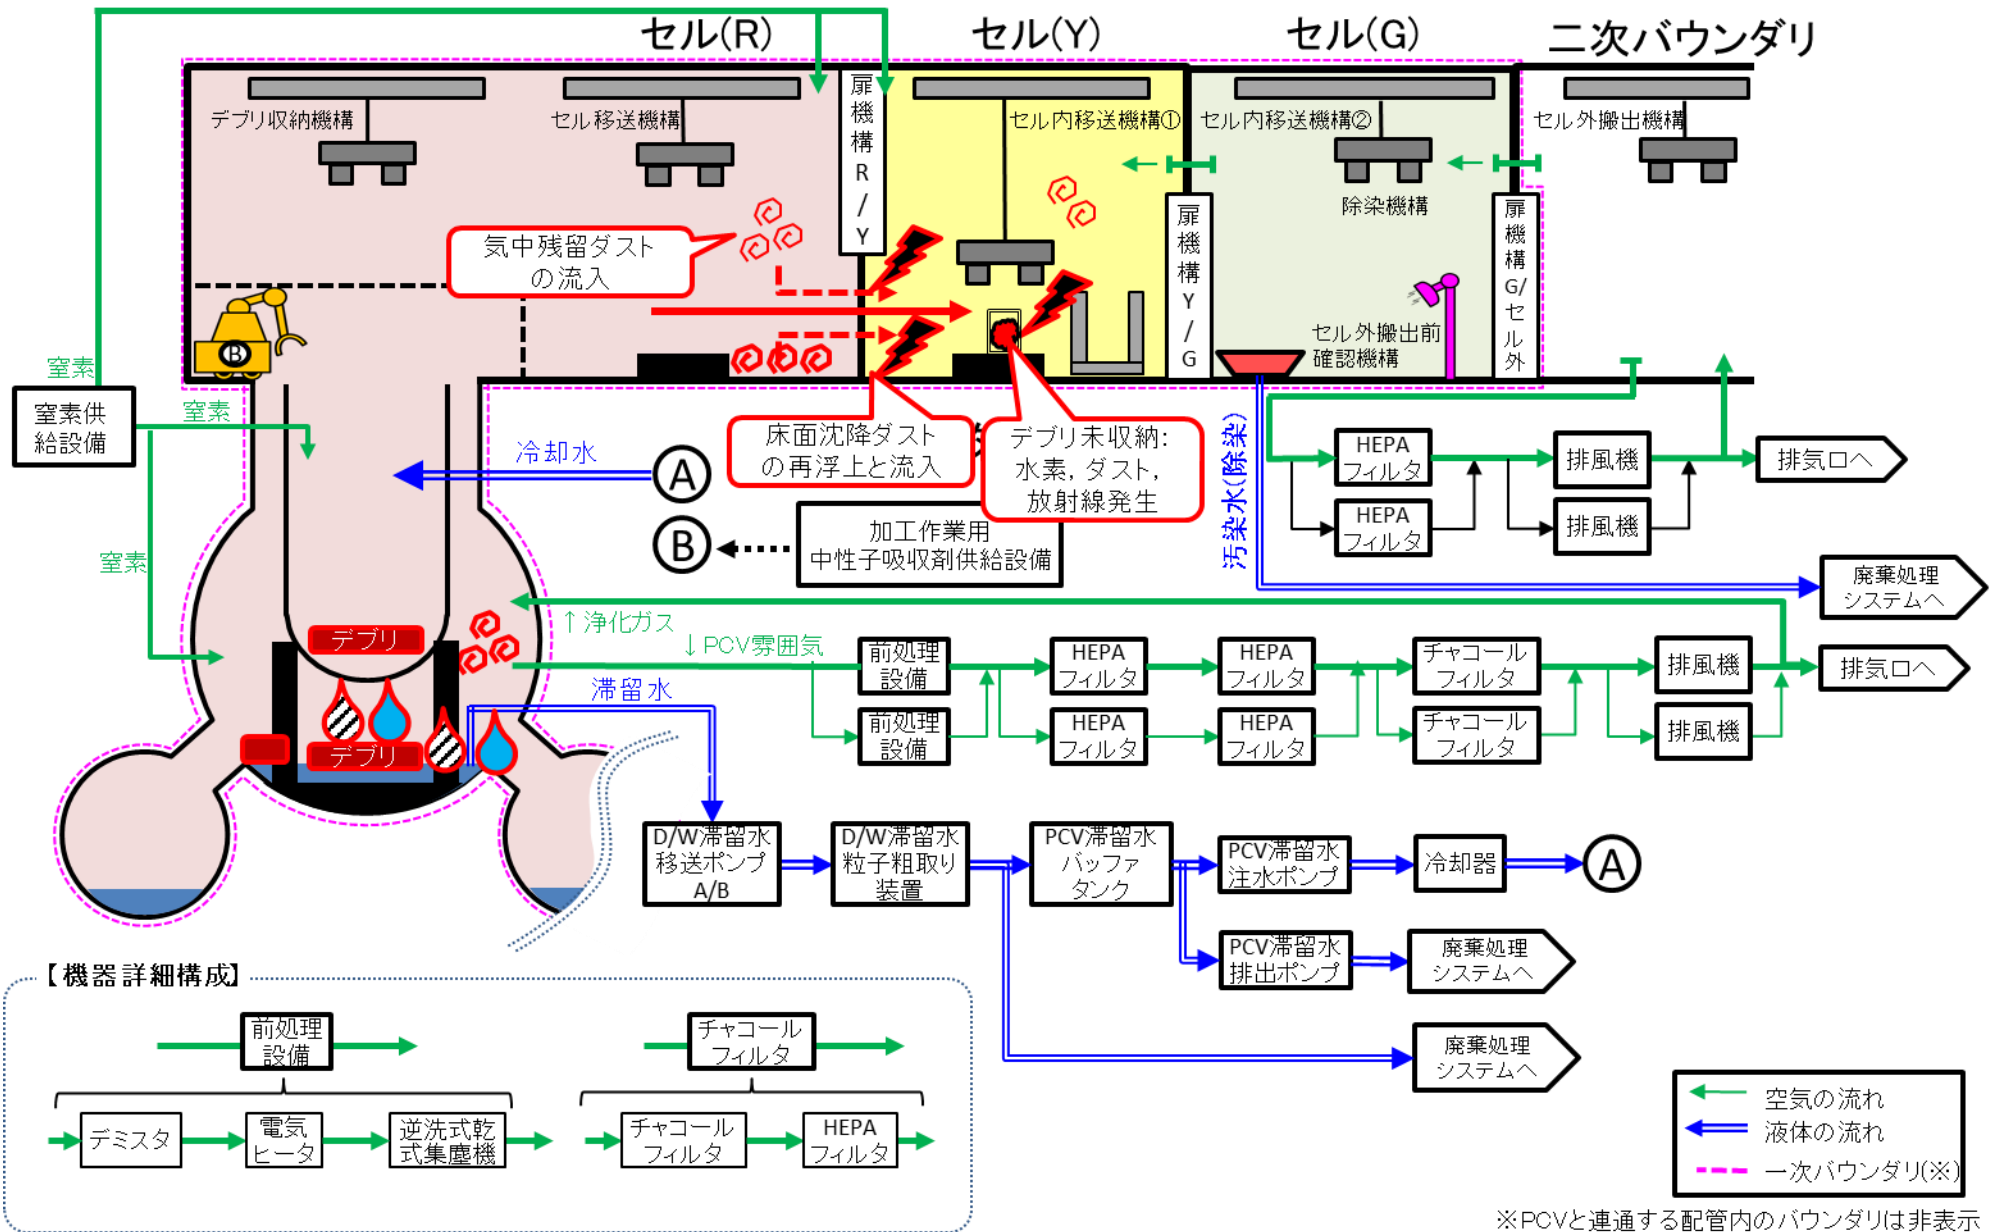 セル(R)
セル(Y)
セル(G)
二次バウンダリ
デブリ収納機構
セル移送機構
扉機構R/Y
セル内移送機構①
セル内移送機構②
セル外搬出機構
除染機構
気中残留ダスト
の流入
扉機構Y/G
扉機構G/セル外
セル外搬出前
確認機構
B
窒素
窒素供
給設備
窒素
窒素
冷却水
A
床面沈降ダスト
の再浮上と流入
デブリ未収納:
水素,ダスト,
放射線発生
B
加工作業用
中性子吸収剤供給設備
汚染水(除染)
HEPA
フィルタ
排風機
排気口へ
HEPA
フィルタ
排風機
廃棄処理
システムへ
↑浄化ガス
↓PCV雰囲気
デブリ
デブリ
滞留水
前処理
設備
HEPA
フィルタ
HEPA
フィルタ
チャコール
フィルタ
排風機
排気口へ
前処理
設備
HEPA
フィルタ
HEPA
フィルタ
チャコール
フィルタ
排風機
D/W滞留水
移送ポンプ
A/B
D/W滞留水
粒子粗取り
装置
PCV滞留水
バッファ
タンク
PCV滞留水
注水ポンプ
冷却器
A
PCV滞留水
排出ポンプ
廃棄処理
システムへ
廃棄処理
システムへ
【機器詳細構成】
前処理
設備
チャコール
フィルタ
デミスタ
電気
ヒータ
逆洗式乾
式集塵機
チャコール
フィルタ
HEPA
フィルタ
空気の流れ
液体の流れ
一次バウンダリ(※)
※PCVと連通する配管内のバウンダリは非表示